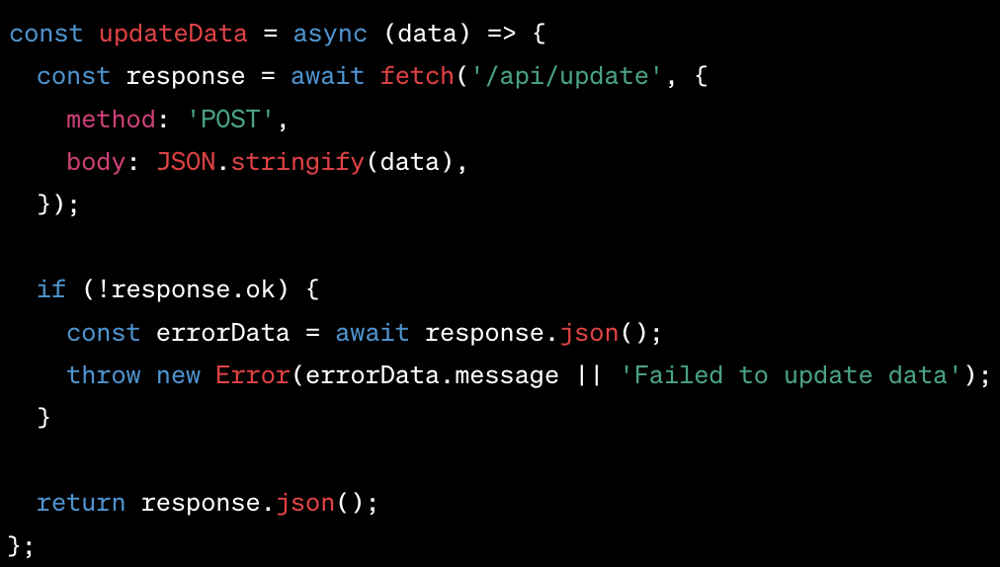 const updateData = async (data) => {
  const response = await fetch('/api/update', {
    method: 'POST',
    body: JSON.stringify(data),
  });

  if (!response.ok) {
    const errorData = await response.json();
    throw new Error(errorData.message || 'Failed to update data');
  }

  return response.json();
};